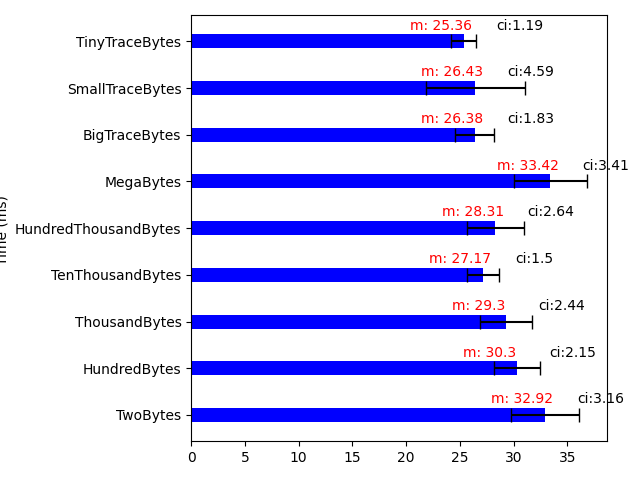 m: 25.36 ci:1.19
TinyTraceBytes
m: 26.43 ci:4.59
SmallTraceBytes
m: 26.38 ci:1.83
BigTraceBytes
m: 33.42 ci:3.41
MegaBytes
m: 28.31 ci:2.64
HundredThousandBytes
Time (ms)
m: 27.17 ci:1.5
TenThousandBytes
m: 29.3 ci:2.44
ThousandBytes
m: 30.3 ci:2.15
HundredBytes
m: 32.92 ci:3.16
TwoBytes
0 5 10 15 20 25 30 35